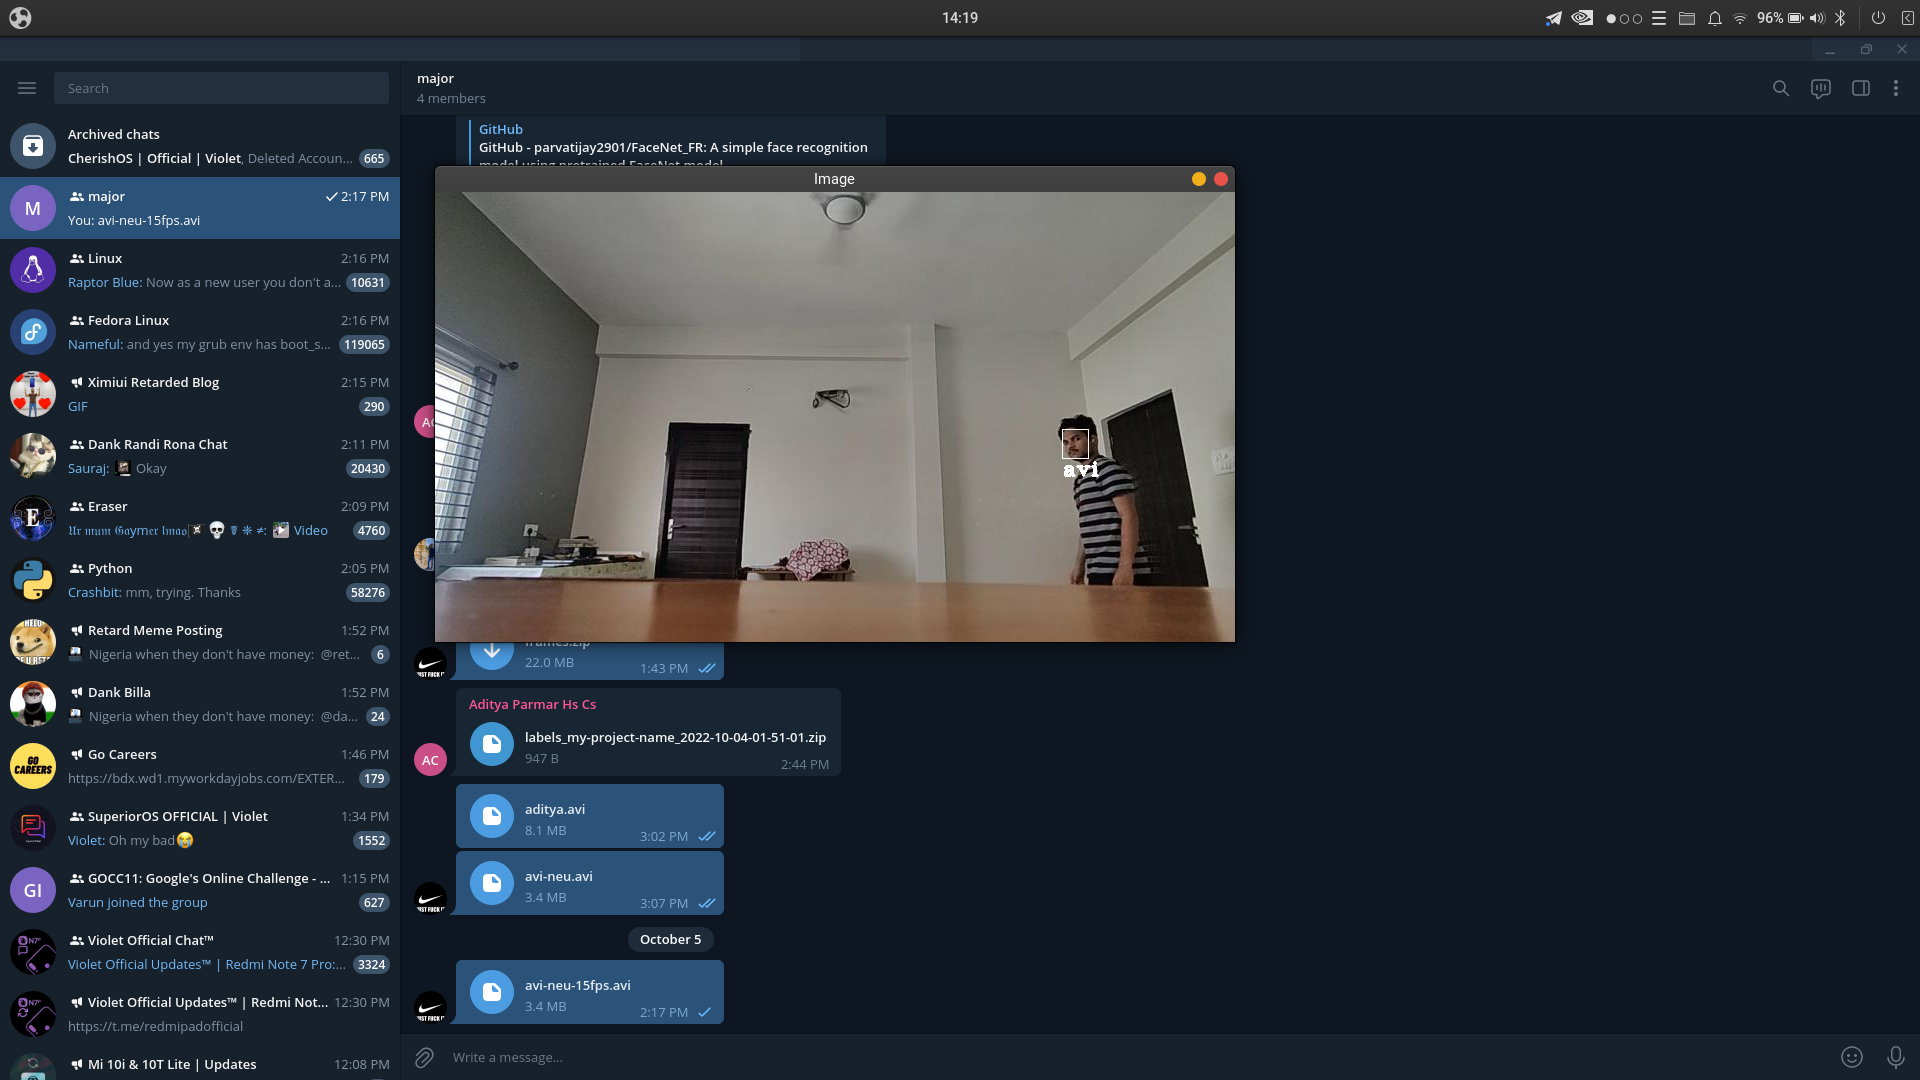 14:19
96%
Search
Archived chats
CherishOS | Official | Violet, Deleted Accoun... 665
M
major 2:17 PM
You: avi-neu-15fps.avi
Linux 2:16 PM
Raptor Blue: Now as a new user you don't a... 10631
Fedora Linux 2:16 PM
Nameful: and yes my grub env has boot_s... 119065
Ximiui Retarded Blog 2:15 PM
GIF 290
Dank Randi Rona Chat 2:11 PM
Sauraj: Okay 20430
E
Eraser 2:09 PM
𝔘𝔯 𝔪𝔲𝔪 𝔊𝔞ym𝔢𝔯 𝔩𝔪𝔞𝔬 Video 4760
Python 2:05 PM
Crashbit: mm, trying. Thanks 58276
Retard Meme Posting 1:52 PM
Nigeria when they don't have money: @ret... 6
Dank Billa 1:52 PM
Nigeria when they don't have money: @da... 24
GO CAREERS
Go Careers 1:46 PM
https://bdx.wd1.myworkdayjobs.com/EXTER... 179
SuperiorOS OFFICIAL | Violet 1:34 PM
Violet: Oh my bad😭 1552
GI
GOCC11: Google's Online Challenge - ... 1:15 PM
Varun joined the group 627
Violet Official Chat™ 12:30 PM
Violet Official Updates™ | Redmi Note 7 Pro:... 3324
Violet Official Updates™ | Redmi Not... 12:30 PM
https://t.me/redmipadofficial
Mi 10i & 10T Lite | Updates 12:08 PM
major
4 members
GitHub
GitHub - parvatijay2901/FaceNet_FR: A simple face recognition
model using pretrained FaceNet model
Image
avi
frames.zip
22.0 MB 1:43 PM
Aditya Parmar Hs Cs
labels_my-project-name_2022-10-04-01-51-01.zip
947 B 2:44 PM
AC
aditya.avi
8.1 MB 3:02 PM
avi-neu.avi
3.4 MB 3:07 PM
October 5
avi-neu-15fps.avi
3.4 MB 2:17 PM
Write a message...